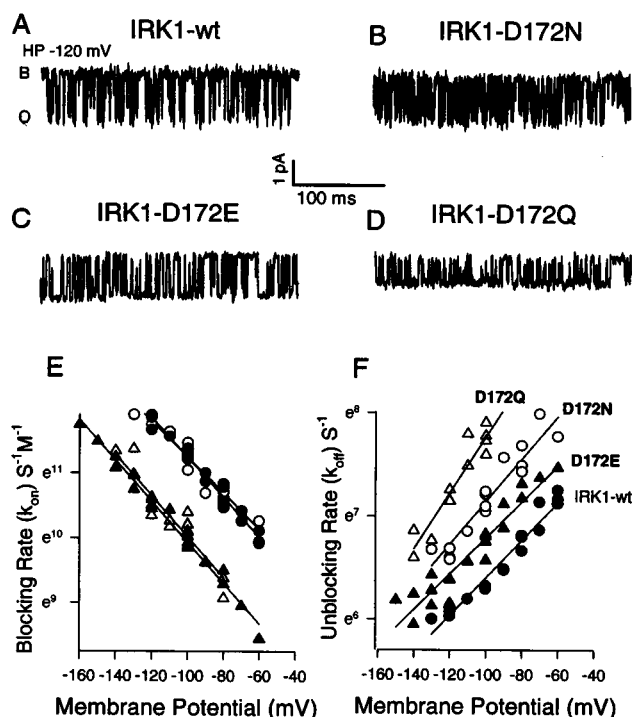 A
IRK1-wt
HP -120 mV
B
O
B
IRK1-D172N
1 pA
100 ms
C
IRK1-D172E
D
IRK1-D172Q
E
Blocking Rate (kon) S-1M-1
e11
e10
e9
-160 -140 -120 -100 -80 -60 -40
Membrane Potential (mV)
F
Unblocking Rate (koff) S-1
e8
e7
e6
D172Q
D172N
D172E
IRK1-wt
-160 -140 -120 -100 -80 -60 -40
Membrane Potential (mV)